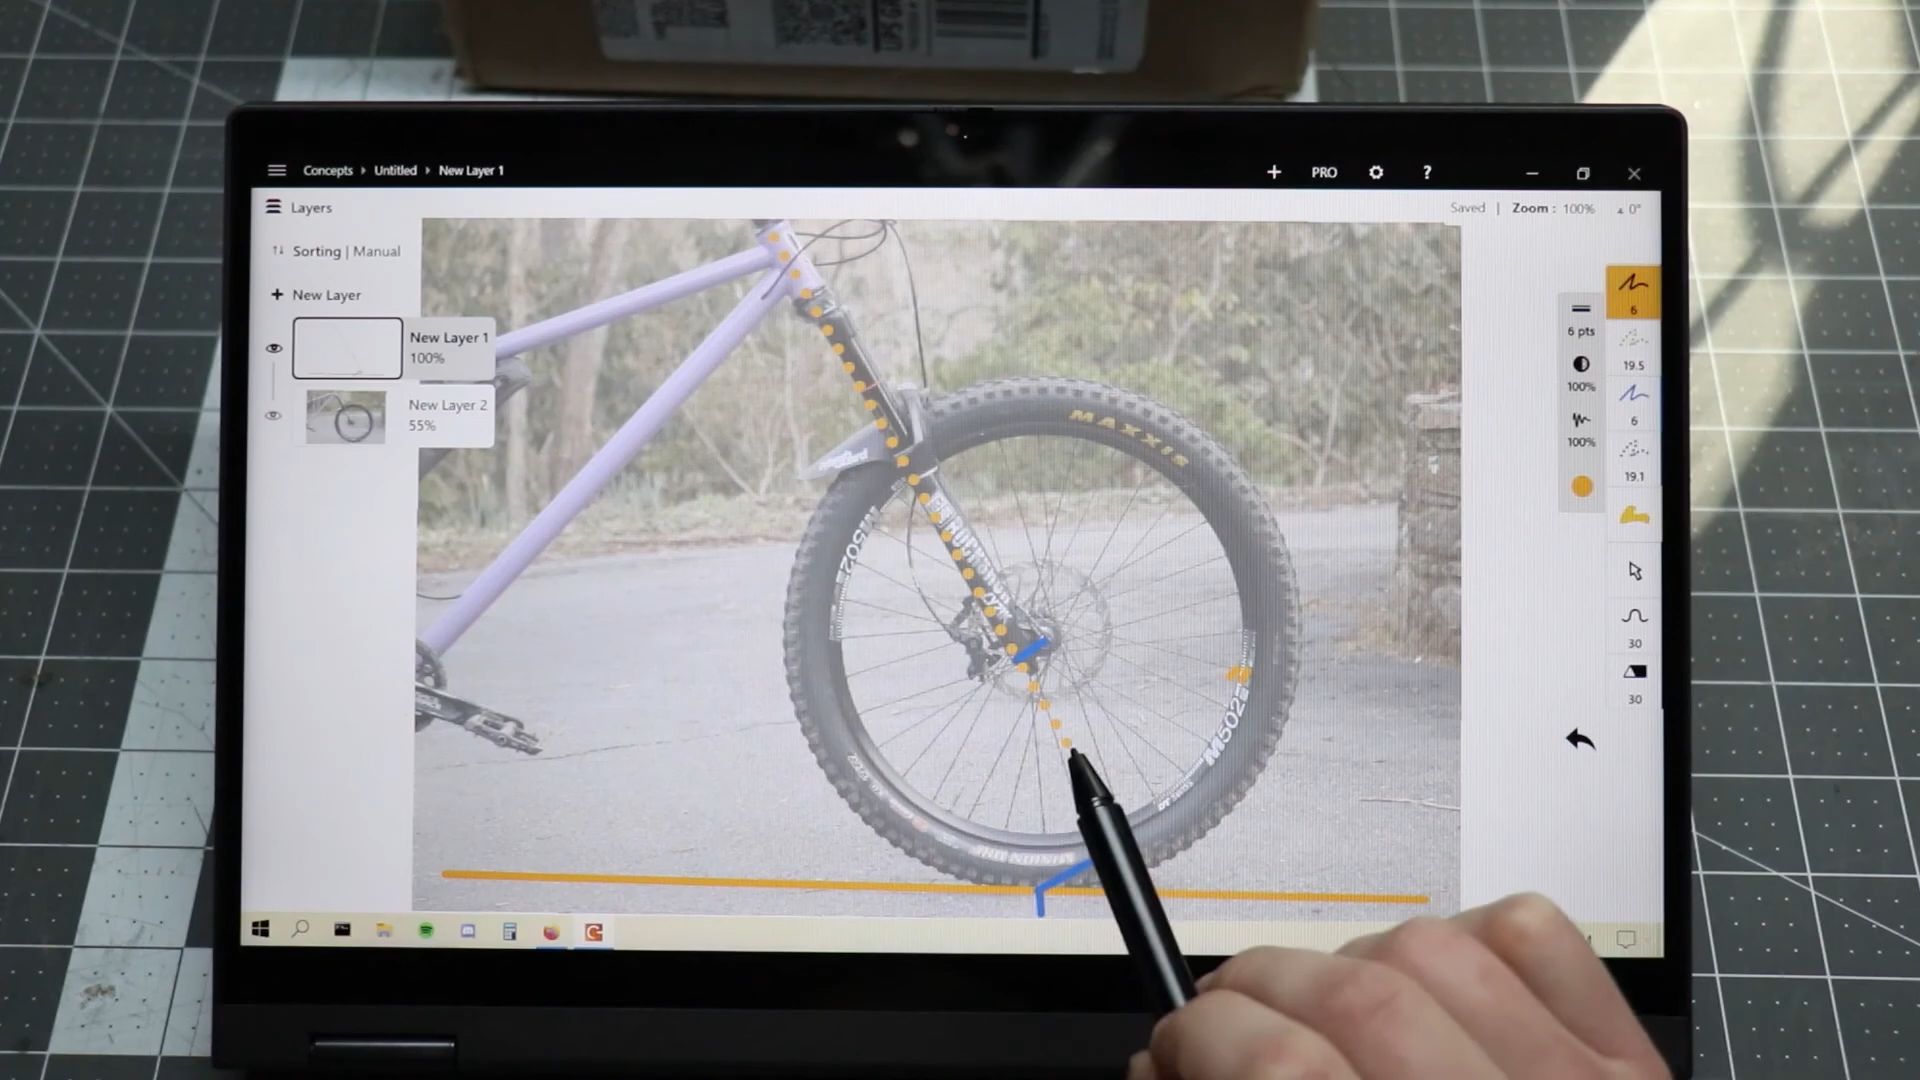 Concepts › Untitled › New Layer 1
PRO
?
Layers
Saved | Zoom : 100% 0°
Sorting | Manual
New Layer
New Layer 1
100%
New Layer 2
55%
6 pts
100%
100%
6
19.5
6
19.1
30
30
MAXXIS
M502
ROCKSHOX
ZYK
M502